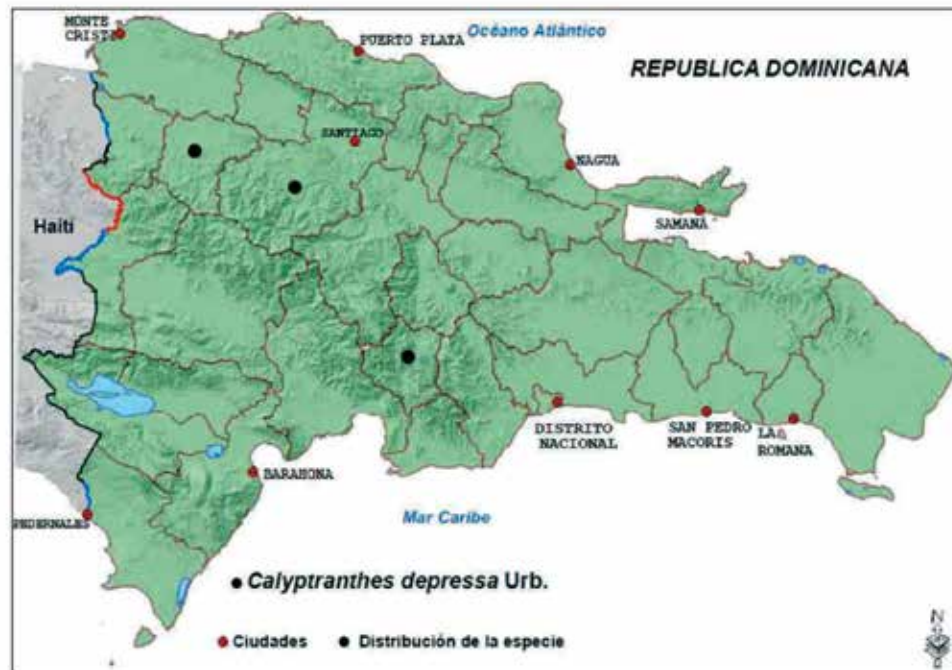 MONTE
CRISTI
PUERTO PLATA
Océano Atlántico
REPUBLICA DOMINICANA
SANTIAGO
NAGUA
SAMANA
Haití
DISTRITO
NACIONAL
SAN PEDRO
MACORIS
LA
ROMANA
BARAHONA
PEDERNALES
Mar Caribe
Calyptranthes depressa Urb.
Ciudades
Distribución de la especie
N